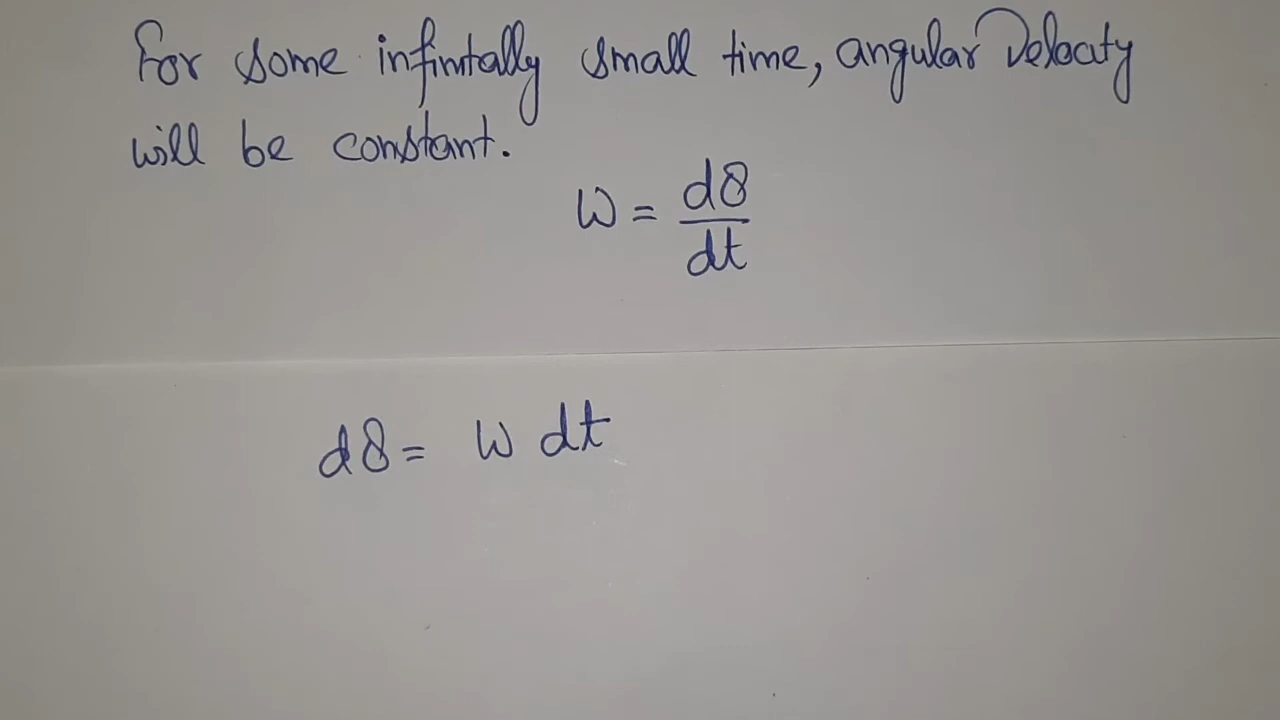 For some infinitally small time, angular velocity
will be constant.
ω = dθ/dt
dθ = ω dt